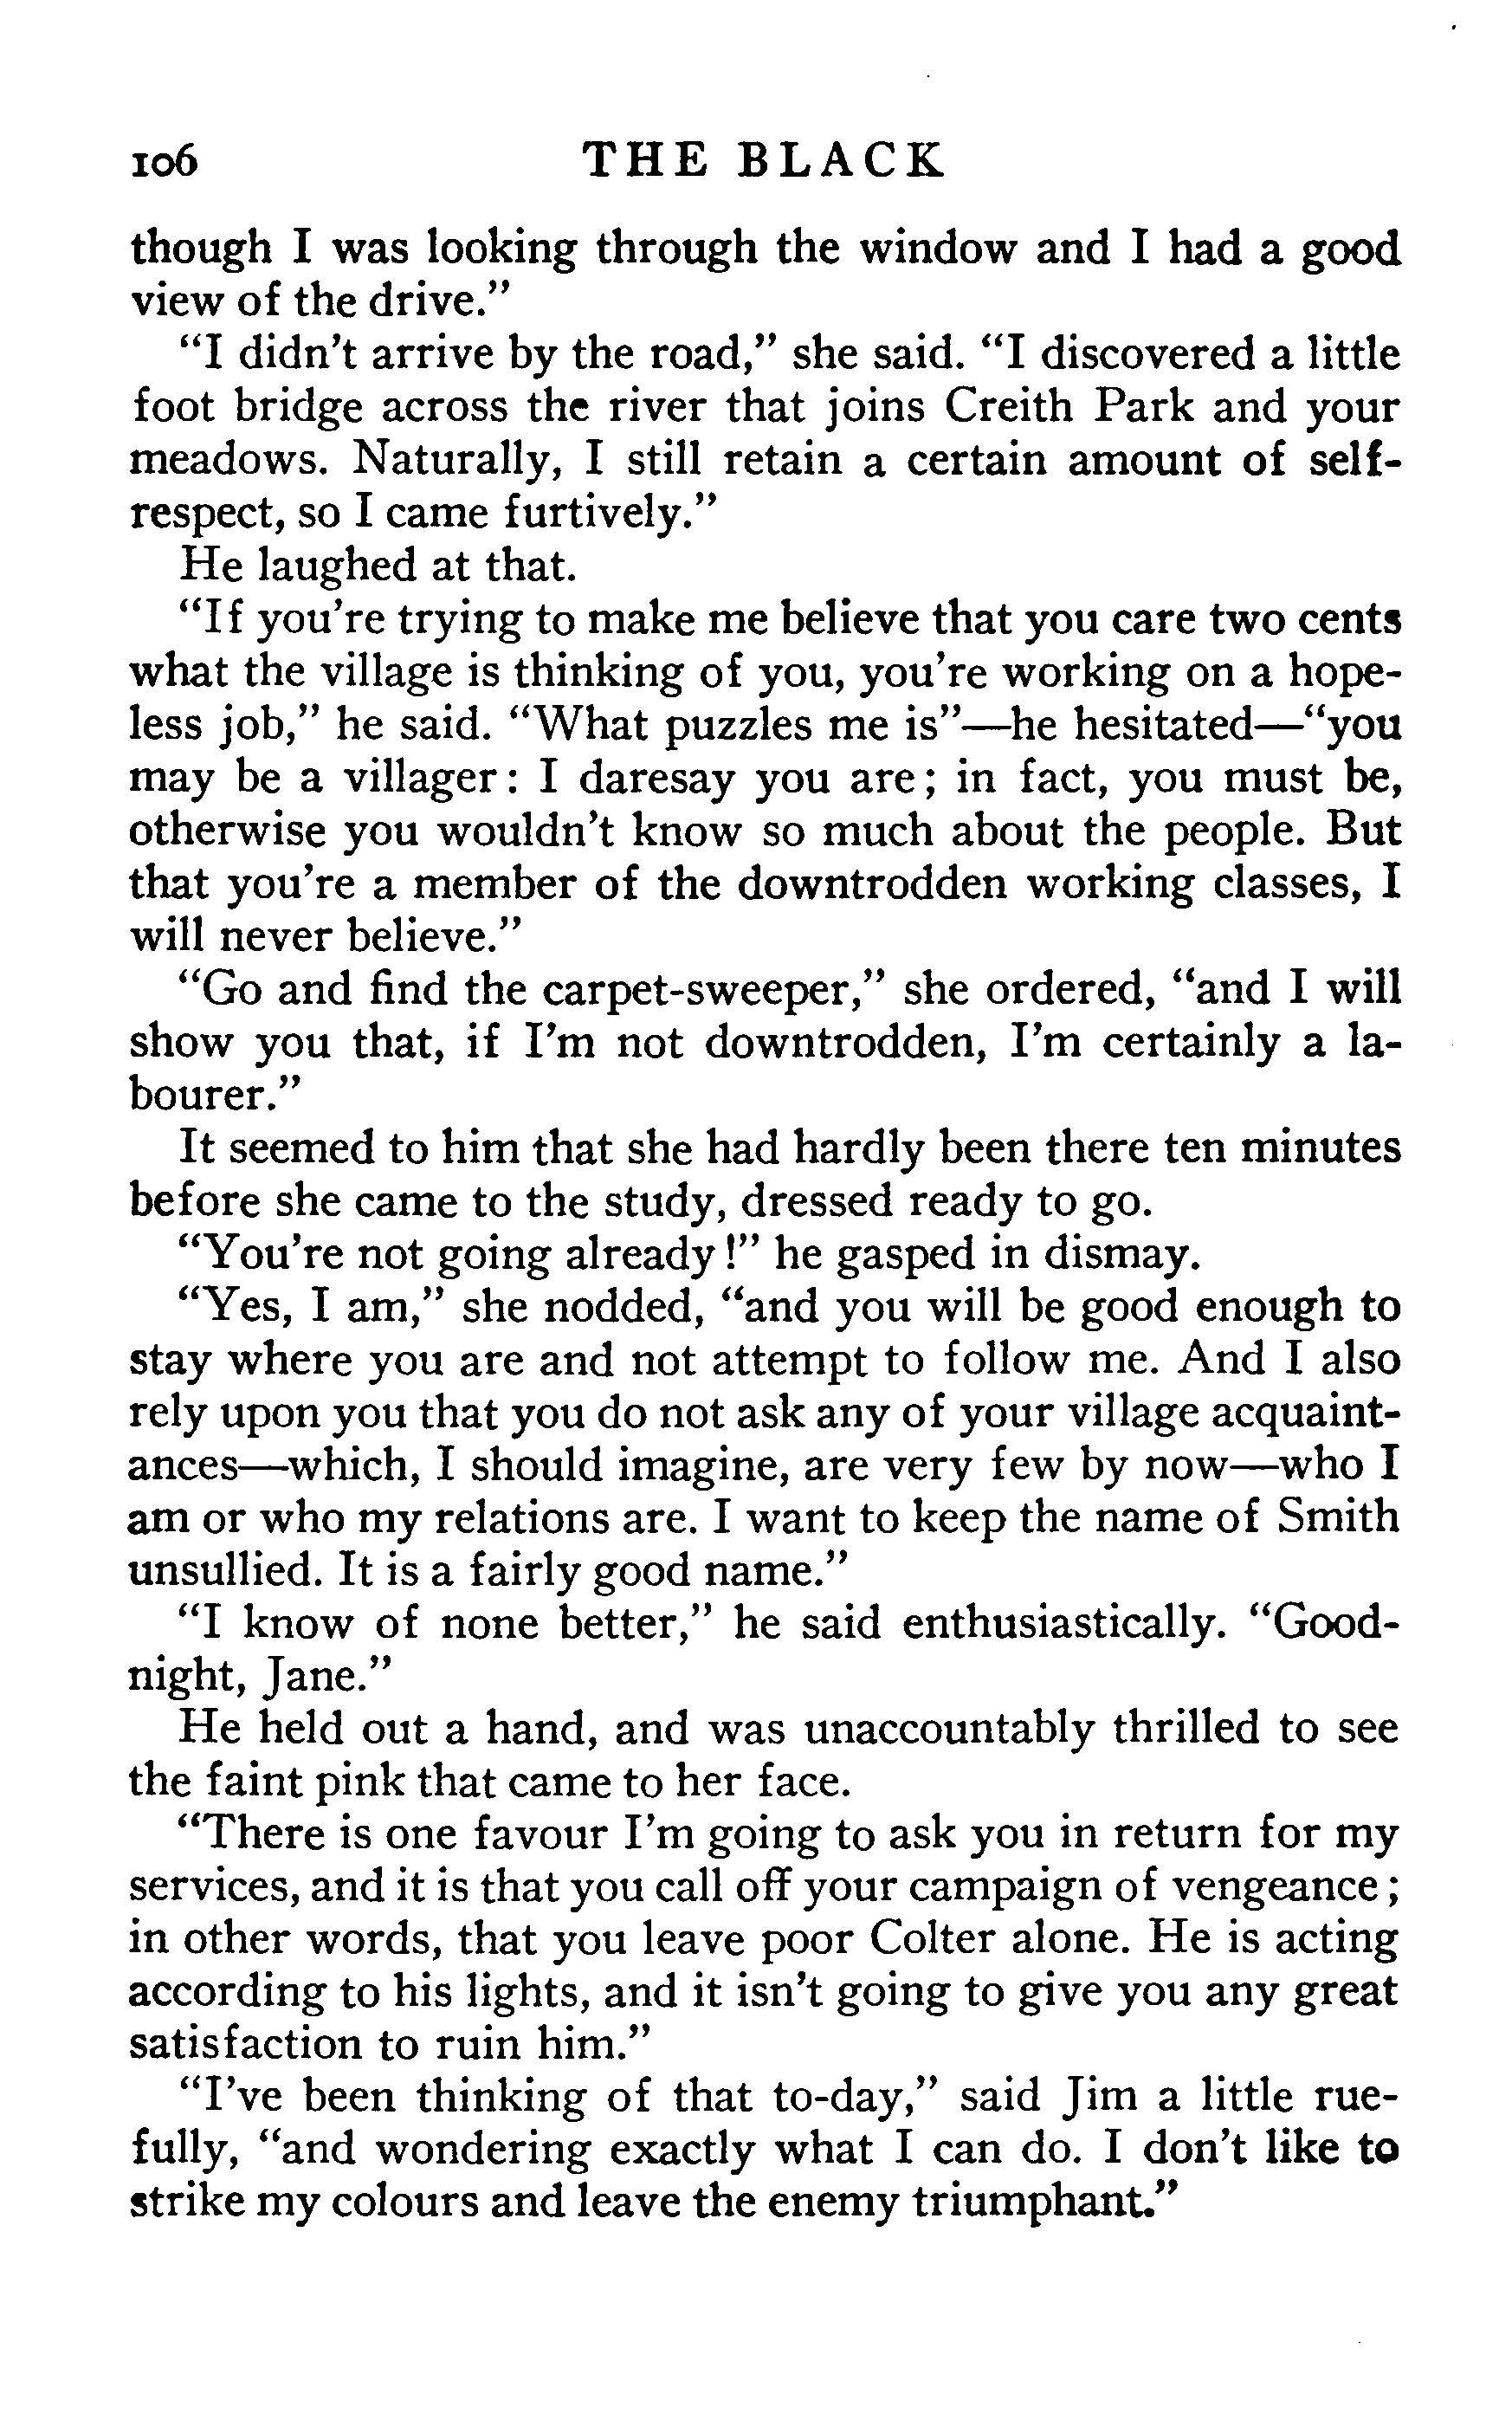 106 THE BLACK
though I was looking through the window and I had a good
view of the drive."
"I didn't arrive by the road," she said. "I discovered a little
foot bridge across the river that joins Creith Park and your
meadows. Naturally, I still retain a certain amount of self-
respect, so I came furtively."
He laughed at that.
"If you're trying to make me believe that you care two cents
what the village is thinking of you, you're working on a hope-
less job," he said. "What puzzles me is"—he hesitated—"you
may be a villager: I daresay you are; in fact, you must be,
otherwise you wouldn't know so much about the people. But
that you're a member of the downtrodden working classes, I
will never believe."
"Go and find the carpet-sweeper," she ordered, "and I will
show you that, if I'm not downtrodden, I'm certainly a la-
bourer."
It seemed to him that she had hardly been there ten minutes
before she came to the study, dressed ready to go.
"You're not going already!" he gasped in dismay.
"Yes, I am," she nodded, "and you will be good enough to
stay where you are and not attempt to follow me. And I also
rely upon you that you do not ask any of your village acquaint-
ances—which, I should imagine, are very few by now—who I
am or who my relations are. I want to keep the name of Smith
unsullied. It is a fairly good name."
"I know of none better," he said enthusiastically. "Good-
night, Jane."
He held out a hand, and was unaccountably thrilled to see
the faint pink that came to her face.
"There is one favour I'm going to ask you in return for my
services, and it is that you call off your campaign of vengeance;
in other words, that you leave poor Colter alone. He is acting
according to his lights, and it isn't going to give you any great
satisfaction to ruin him."
"I've been thinking of that to-day," said Jim a little rue-
fully, "and wondering exactly what I can do. I don't like to
strike my colours and leave the enemy triumphant."